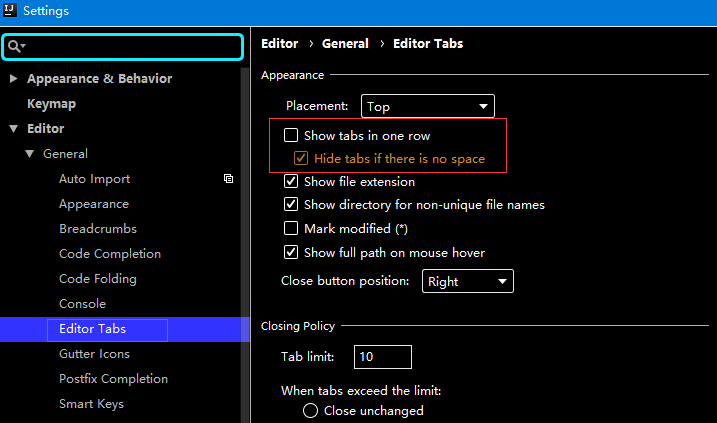 IJ Settings
Appearance & Behavior
Keymap
Editor
General
Auto Import
Appearance
Breadcrumbs
Code Completion
Code Folding
Console
Editor Tabs
Gutter Icons
Postfix Completion
Smart Keys
Editor › General › Editor Tabs
Appearance
Placement: Top
Show tabs in one row
Hide tabs if there is no space
Show file extension
Show directory for non-unique file names
Mark modified (*)
Show full path on mouse hover
Close button position: Right
Closing Policy
Tab limit: 10
When tabs exceed the limit:
Close unchanged